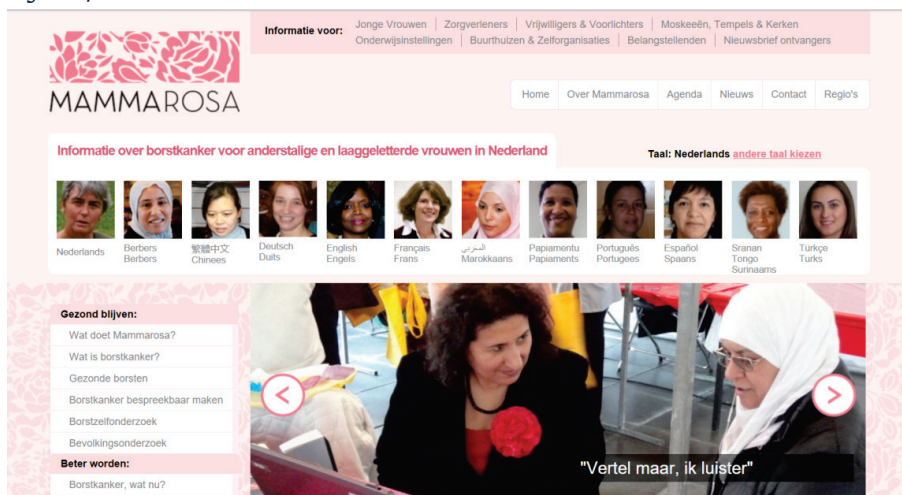 Informatie voor:
Jonge Vrouwen | Zorgverleners | Vrijwilligers & Voorlichters | Moskeeën, Tempels & Kerken
Onderwijsinstellingen | Buurthuizen & Zelforganisaties | Belangstellenden | Nieuwsbrief ontvangers
MAMMAROSA
Home Over Mammarosa Agenda Nieuws Contact Regio's
Informatie over borstkanker voor anderstalige en laaggeletterde vrouwen in Nederland
Taal: Nederlands andere taal kiezen
Nederlands
Berbers
Berbers
繁體中文
Chinees
Deutsch
Duits
English
Engels
Français
Frans
المغربي
Marokkaans
Papiamentu
Papiaments
Português
Portugees
Español
Spaans
Sranan
Tongo
Surinaams
Türkçe
Turks
Gezond blijven:
Wat doet Mammarosa?
Wat is borstkanker?
Gezonde borsten
Borstkanker bespreekbaar maken
Borstzelfonderzoek
Bevolkingsonderzoek
Beter worden:
Borstkanker, wat nu?
"Vertel maar, ik luister"